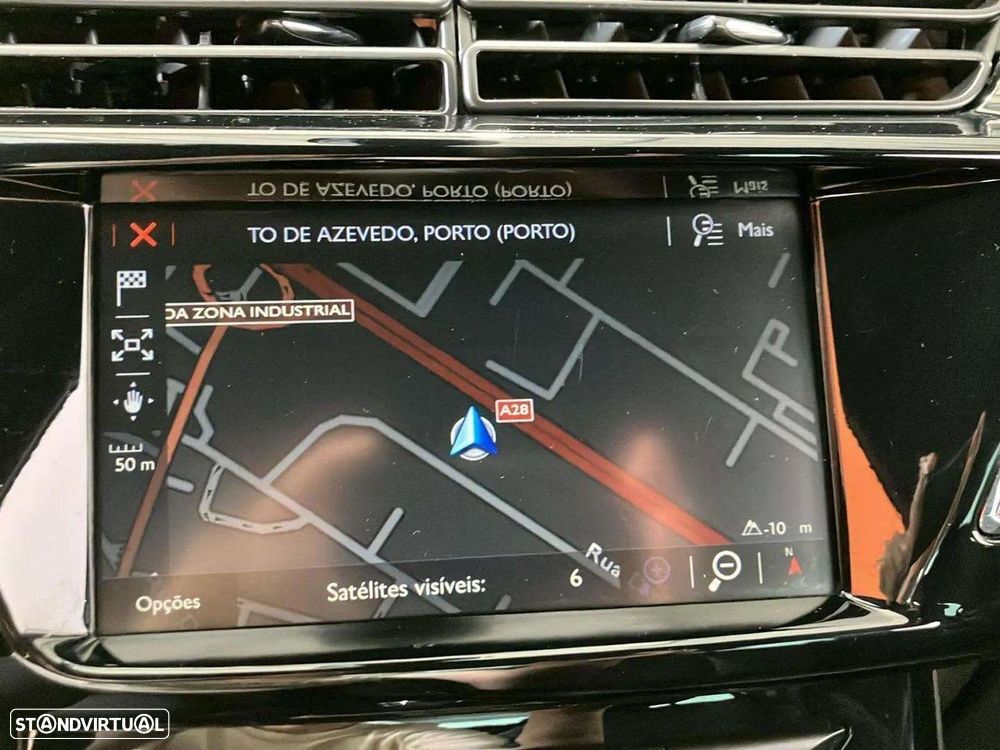 TO DE AZEVEDO, PORTO (PORTO)
Mais
TO DE AZEVEDO, PORTO (PORTO)
Mais
DA ZONA INDUSTRIAL
A28
50 m
-10 m
Rua
N
Opções
Satélites visíveis:
6
STANDVIRTUAL